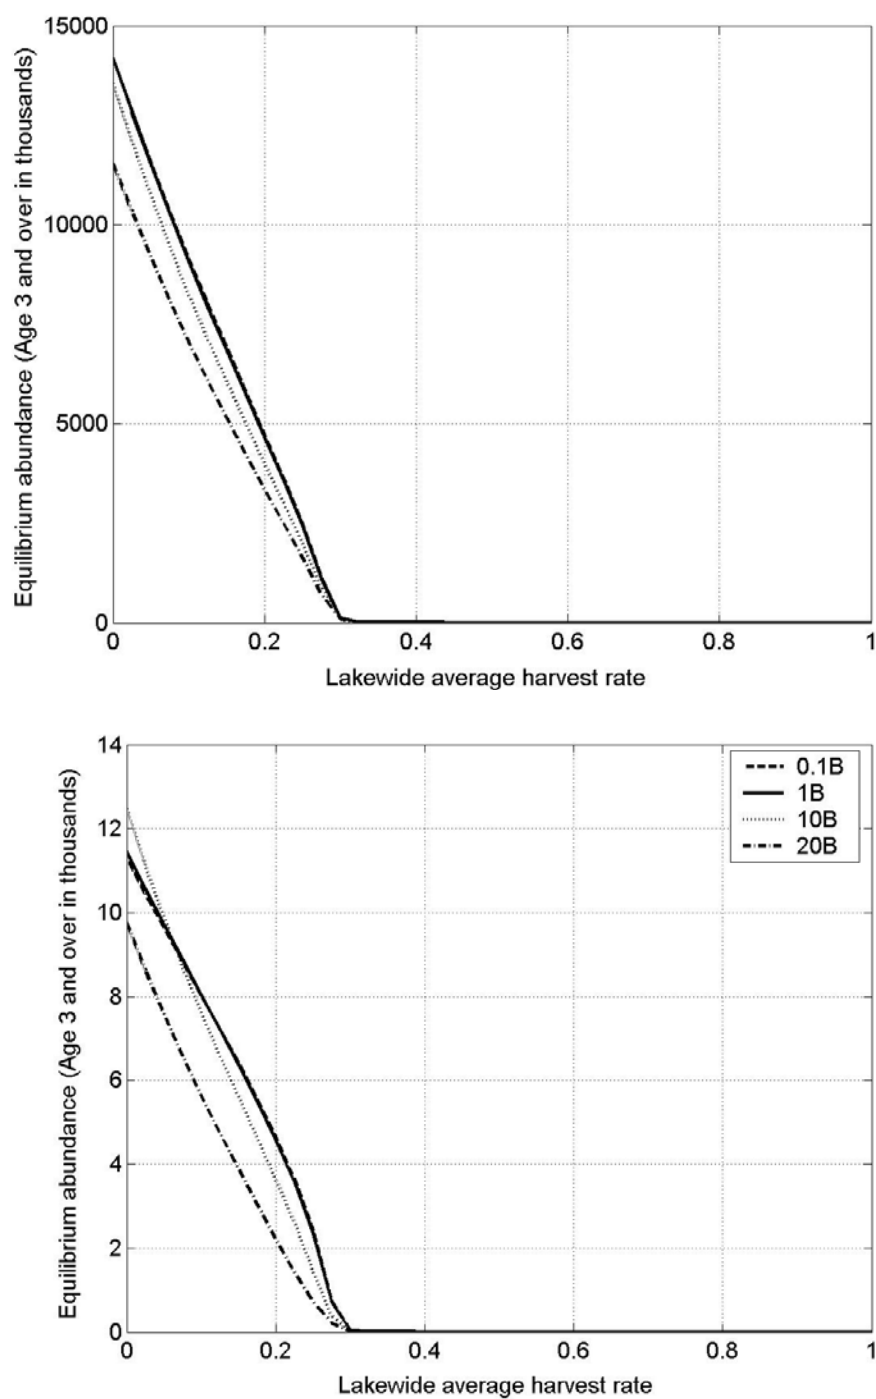 15000
10000
5000
0
Equilibrium abundance (Age 3 and over in thousands)
0 0.2 0.4 0.6 0.8 1
Lakewide average harvest rate
14
12
10
8
6
4
2
0
Equilibrium abundance (Age 3 and over in thousands)
0.1B
1B
10B
20B
0 0.2 0.4 0.6 0.8 1
Lakewide average harvest rate